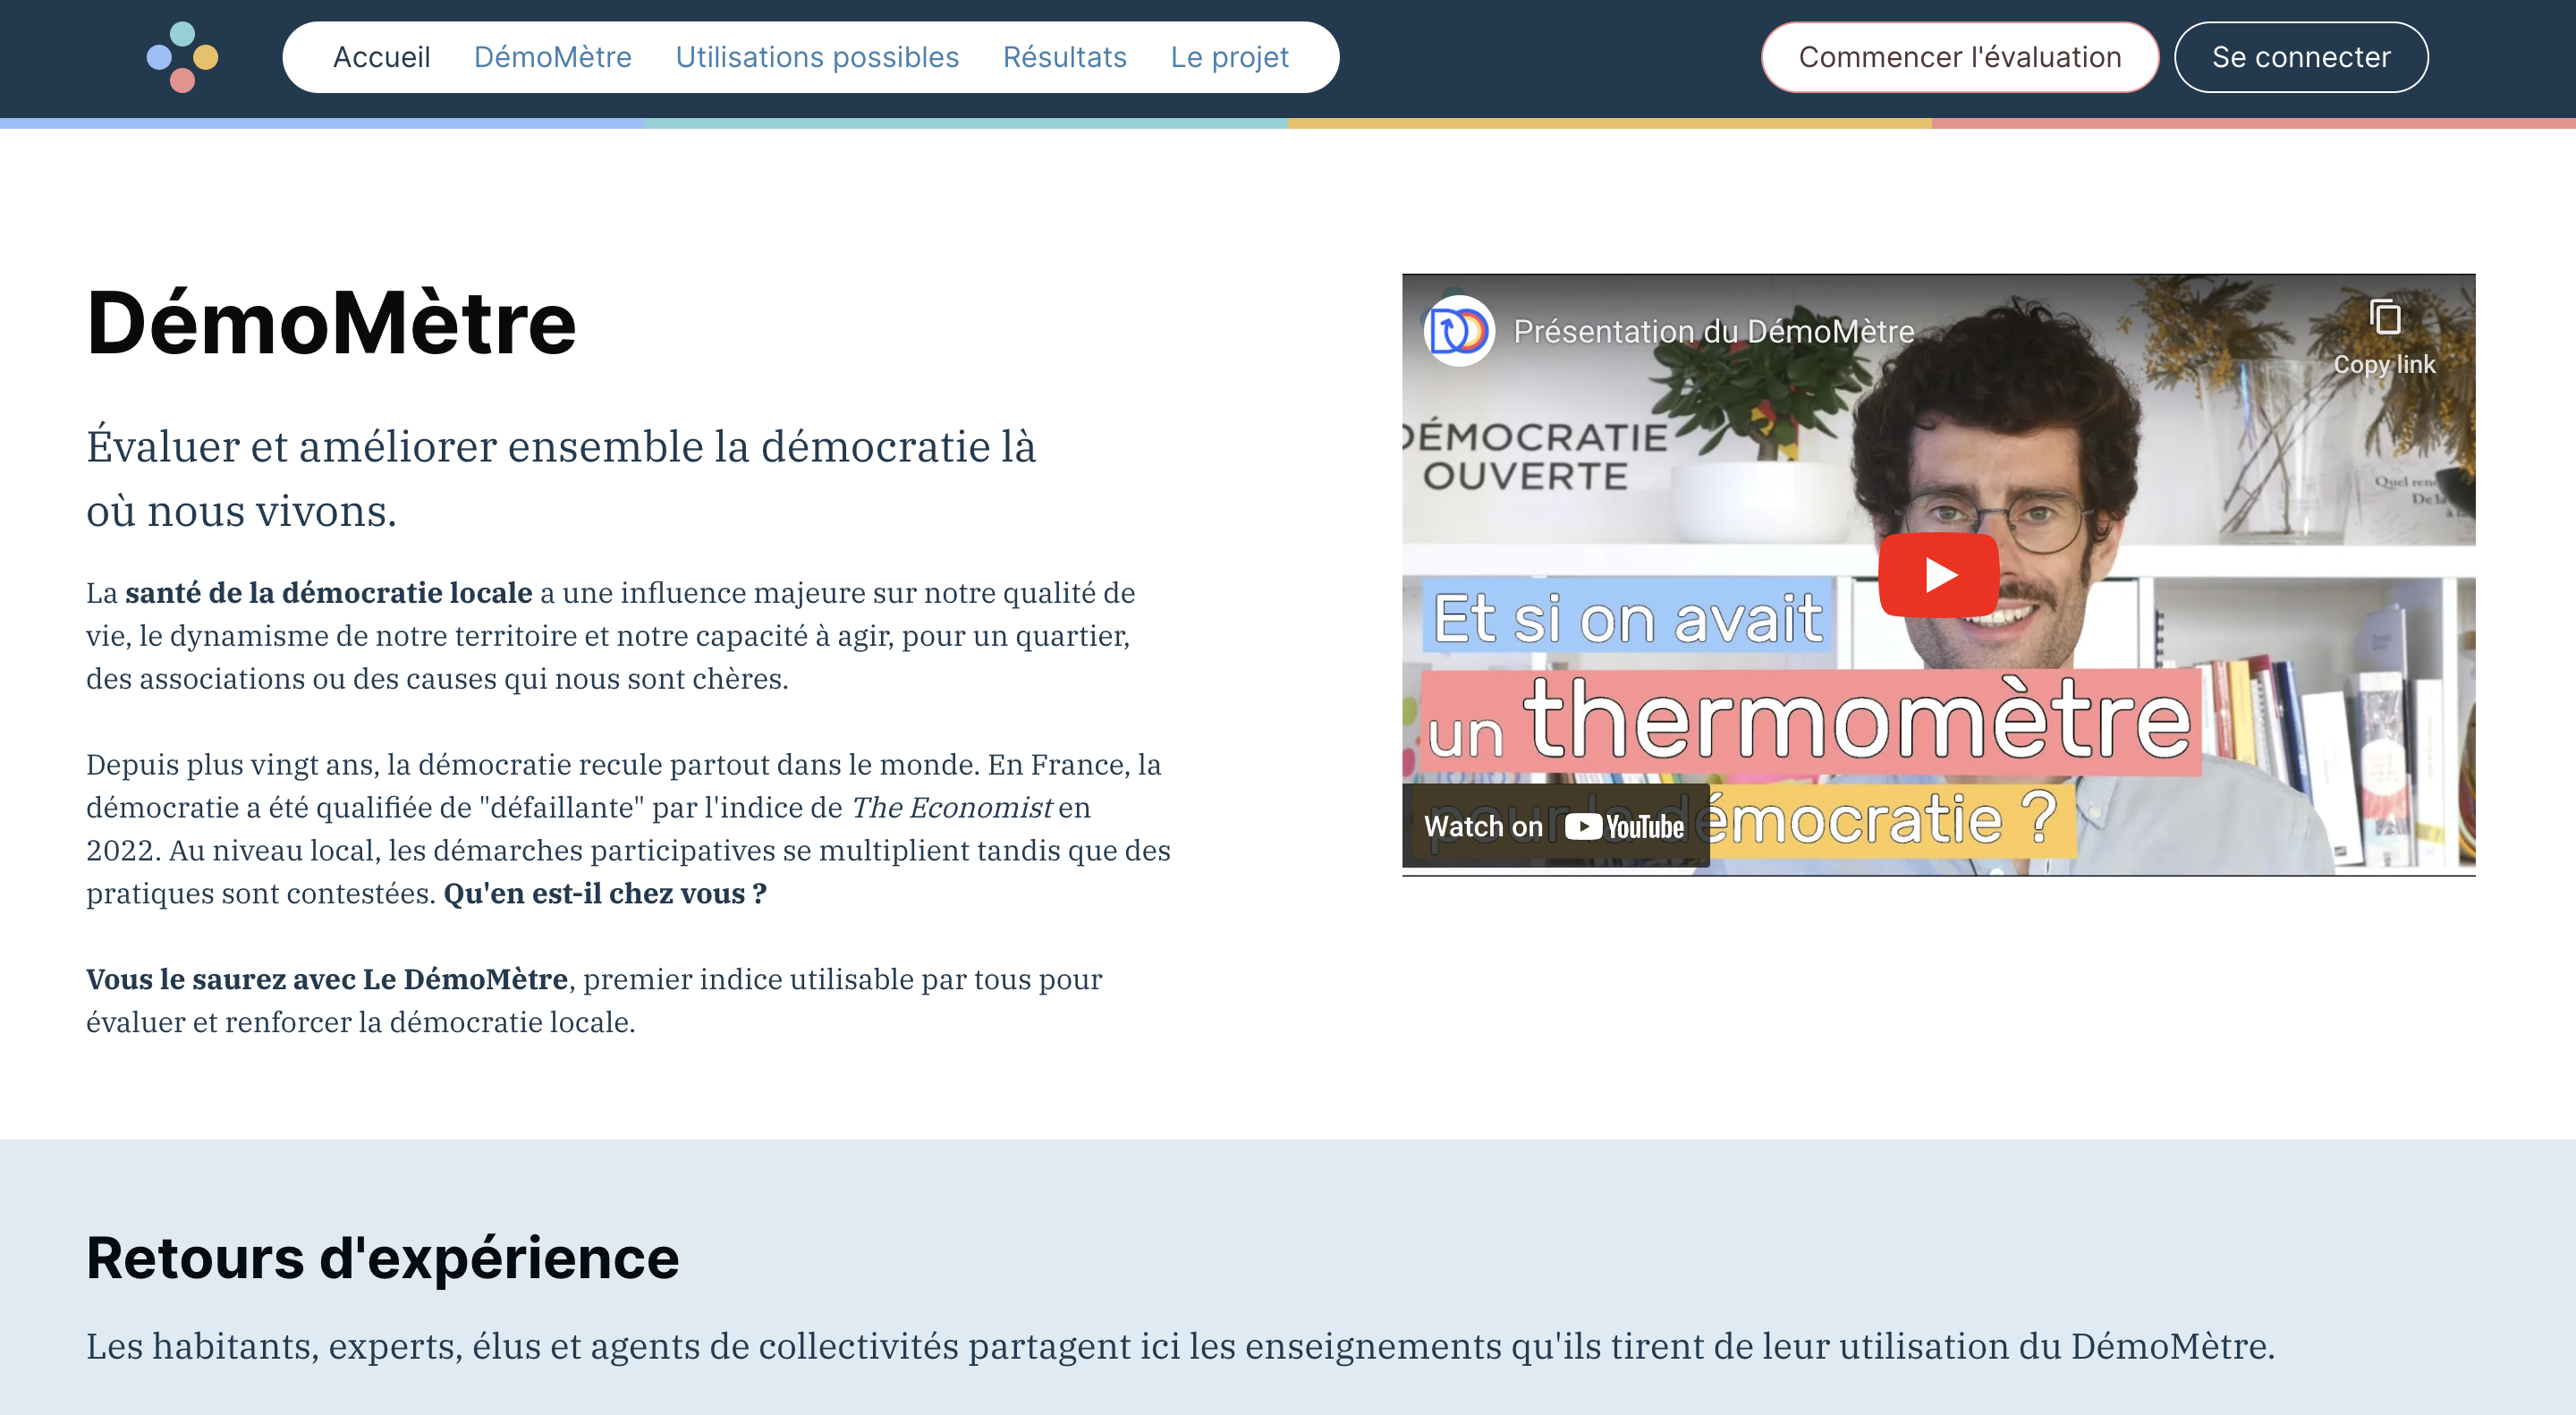 Accueil DémoMètre Utilisations possibles Résultats Le projet
Commencer l'évaluation Se connecter
DémoMètre
Évaluer et améliorer ensemble la démocratie là
où nous vivons.
La santé de la démocratie locale a une influence majeure sur notre qualité de
vie, le dynamisme de notre territoire et notre capacité à agir, pour un quartier,
des associations ou des causes qui nous sont chères.
Depuis plus vingt ans, la démocratie recule partout dans le monde. En France, la
démocratie a été qualifiée de "défaillante" par l'indice de The Economist en
2022. Au niveau local, les démarches participatives se multiplient tandis que des
pratiques sont contestées. Qu'en est-il chez vous ?
Vous le saurez avec Le DémoMètre, premier indice utilisable par tous pour
évaluer et renforcer la démocratie locale.
Présentation du DémoMètre
Copy link
DÉMOCRATIE
OUVERTE
Quel
De la
Et si on avait
un thermomètre
pour la démocratie ?
Watch on YouTube
Retours d'expérience
Les habitants, experts, élus et agents de collectivités partagent ici les enseignements qu'ils tirent de leur utilisation du DémoMètre.